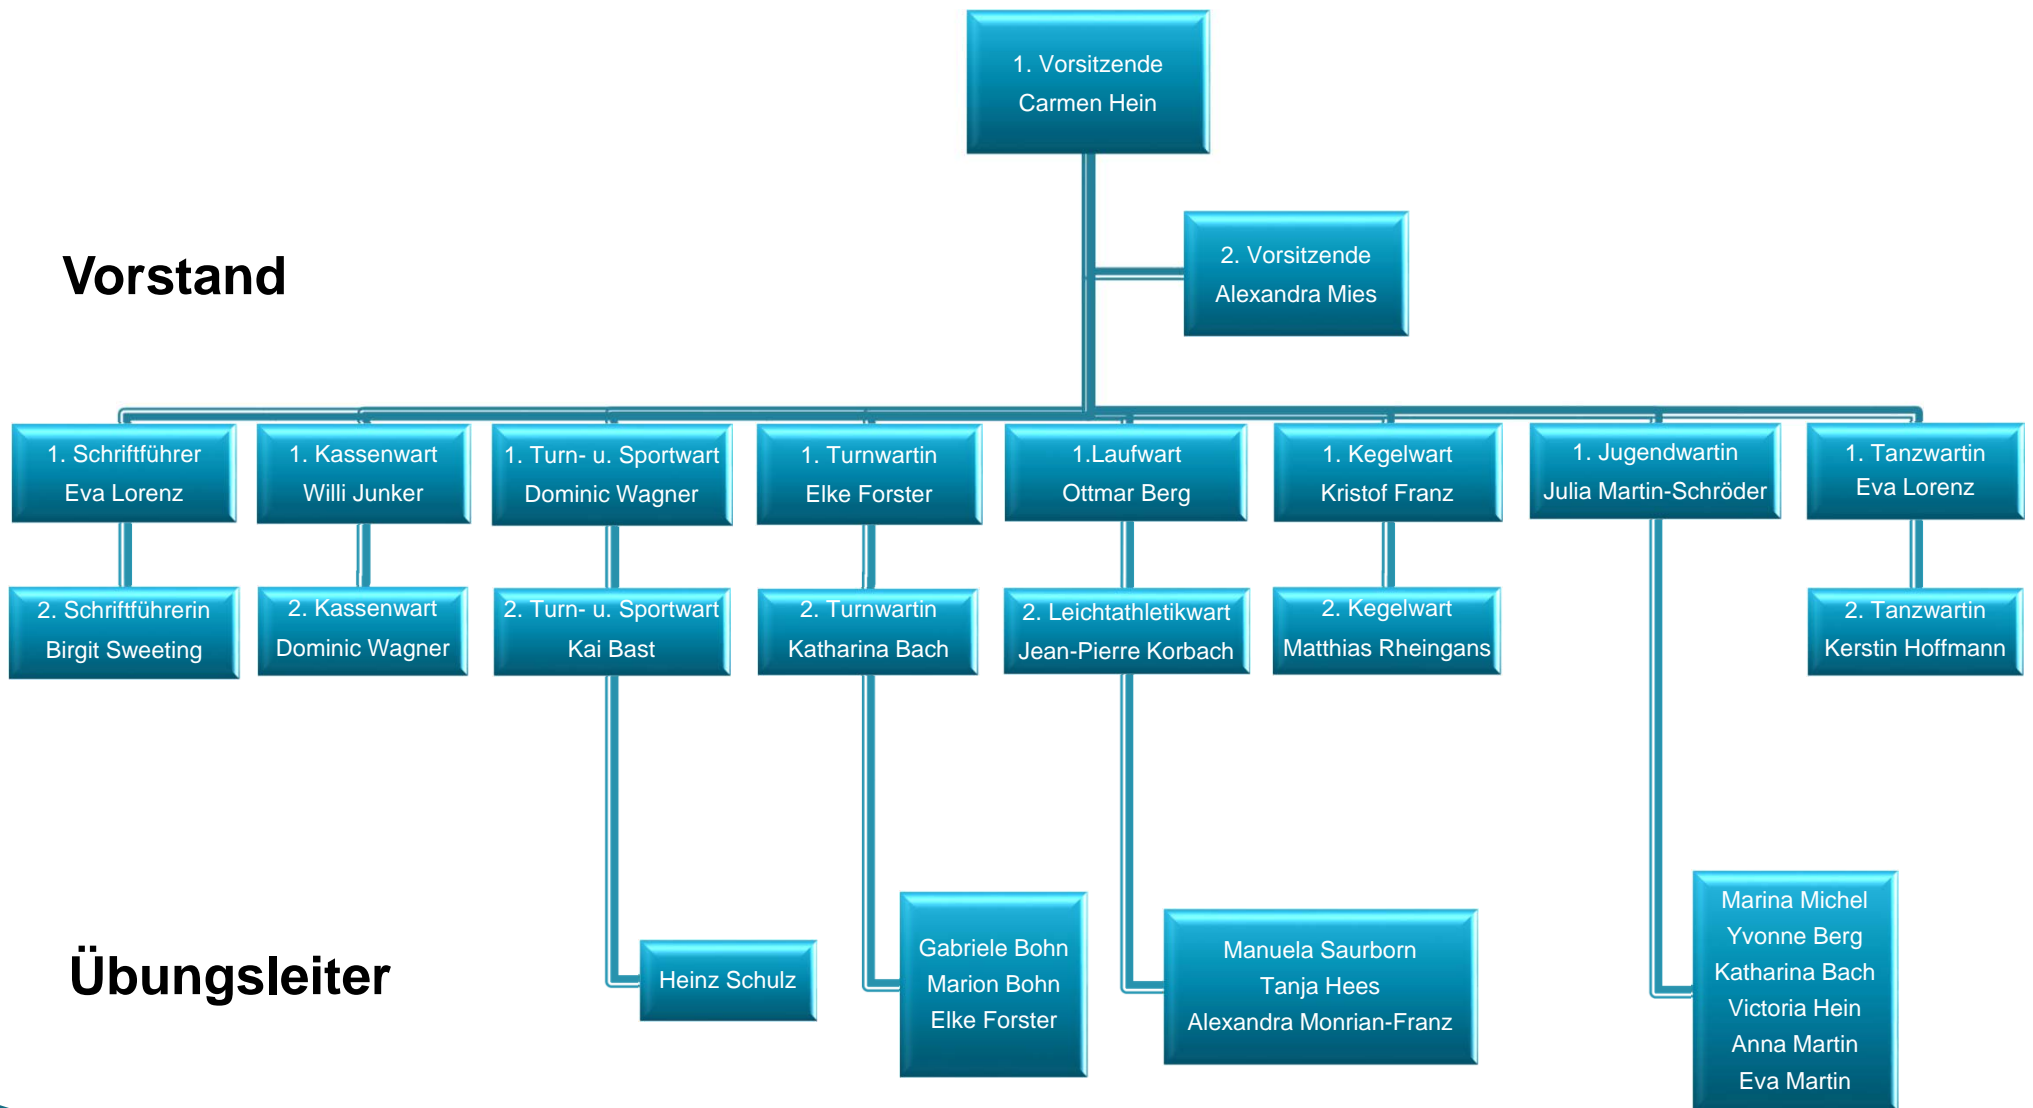 1. Vorsitzende
Carmen Hein
Vorstand
2. Vorsitzende
Alexandra Mies
1. Schriftführer
Eva Lorenz
1. Kassenwart
Willi Junker
1. Turn- u. Sportwart
Dominic Wagner
1. Turnwartin
Elke Forster
1.Laufwart
Ottmar Berg
1. Kegelwart
Kristof Franz
1. Jugendwartin
Julia Martin-Schröder
1. Tanzwartin
Eva Lorenz
2. Schriftführerin
Birgit Sweeting
2. Kassenwart
Dominic Wagner
2. Turn- u. Sportwart
Kai Bast
2. Turnwartin
Katharina Bach
2. Leichtathletikwart
Jean-Pierre Korbach
2. Kegelwart
Matthias Rheingans
2. Tanzwartin
Kerstin Hoffmann
Übungsleiter
Heinz Schulz
Gabriele Bohn
Marion Bohn
Elke Forster
Manuela Saurborn
Tanja Hees
Alexandra Monrian-Franz
Marina Michel
Yvonne Berg
Katharina Bach
Victoria Hein
Anna Martin
Eva Martin